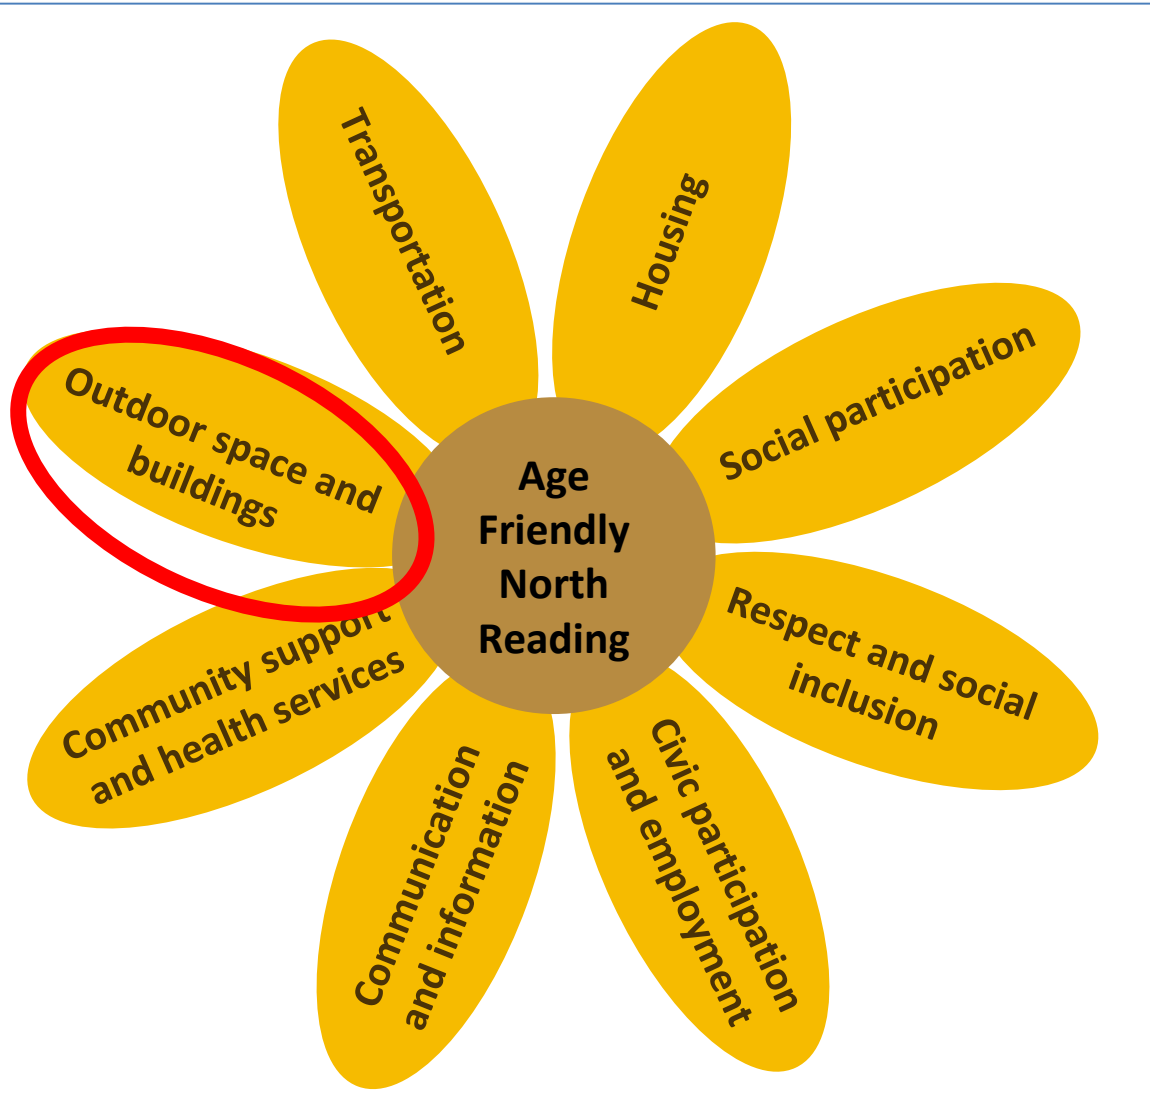 Transportation
Housing
Social participation
Outdoor space and
buildings
Age
Friendly
North
Reading
Respect and social
inclusion
Community support
and health services
Communication
and information
Civic participation
and employment